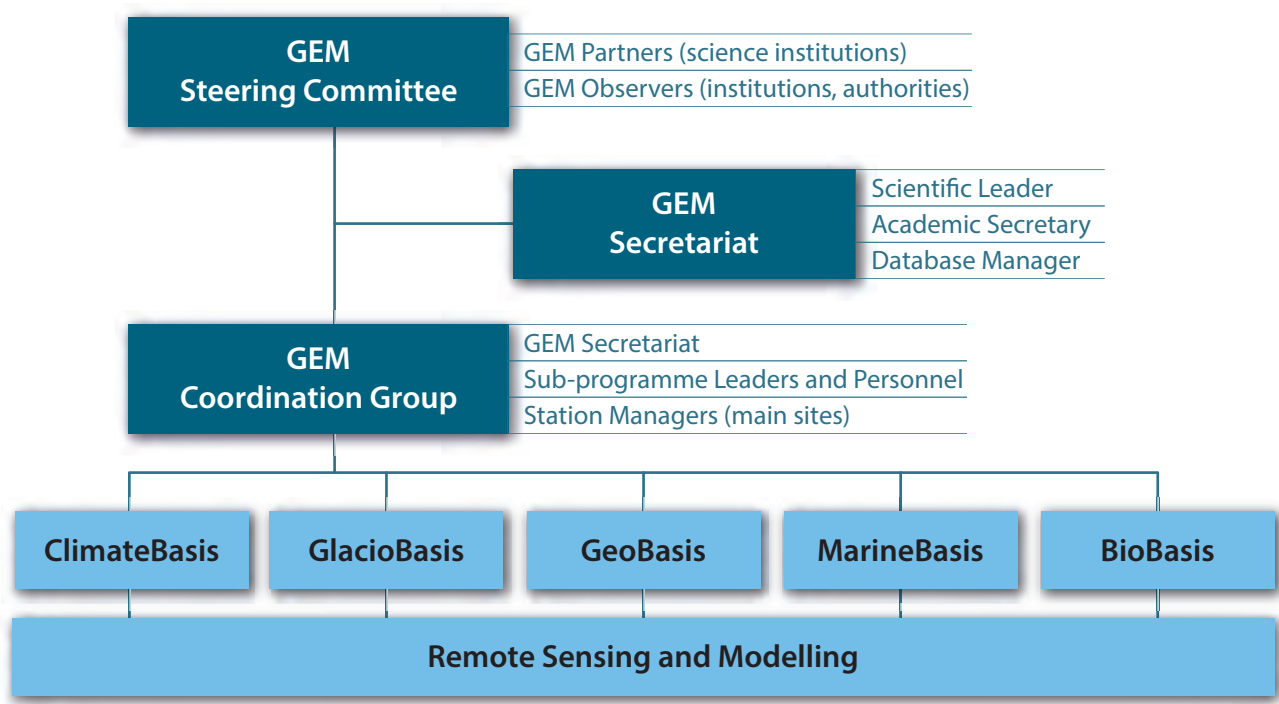 GEM
Steering Committee
GEM Partners (science institutions)
GEM Observers (institutions, authorities)
GEM
Secretariat
Scientific Leader
Academic Secretary
Database Manager
GEM
Coordination Group
GEM Secretariat
Sub-programme Leaders and Personnel
Station Managers (main sites)
ClimateBasis
GlacioBasis
GeoBasis
MarineBasis
BioBasis
Remote Sensing and Modelling